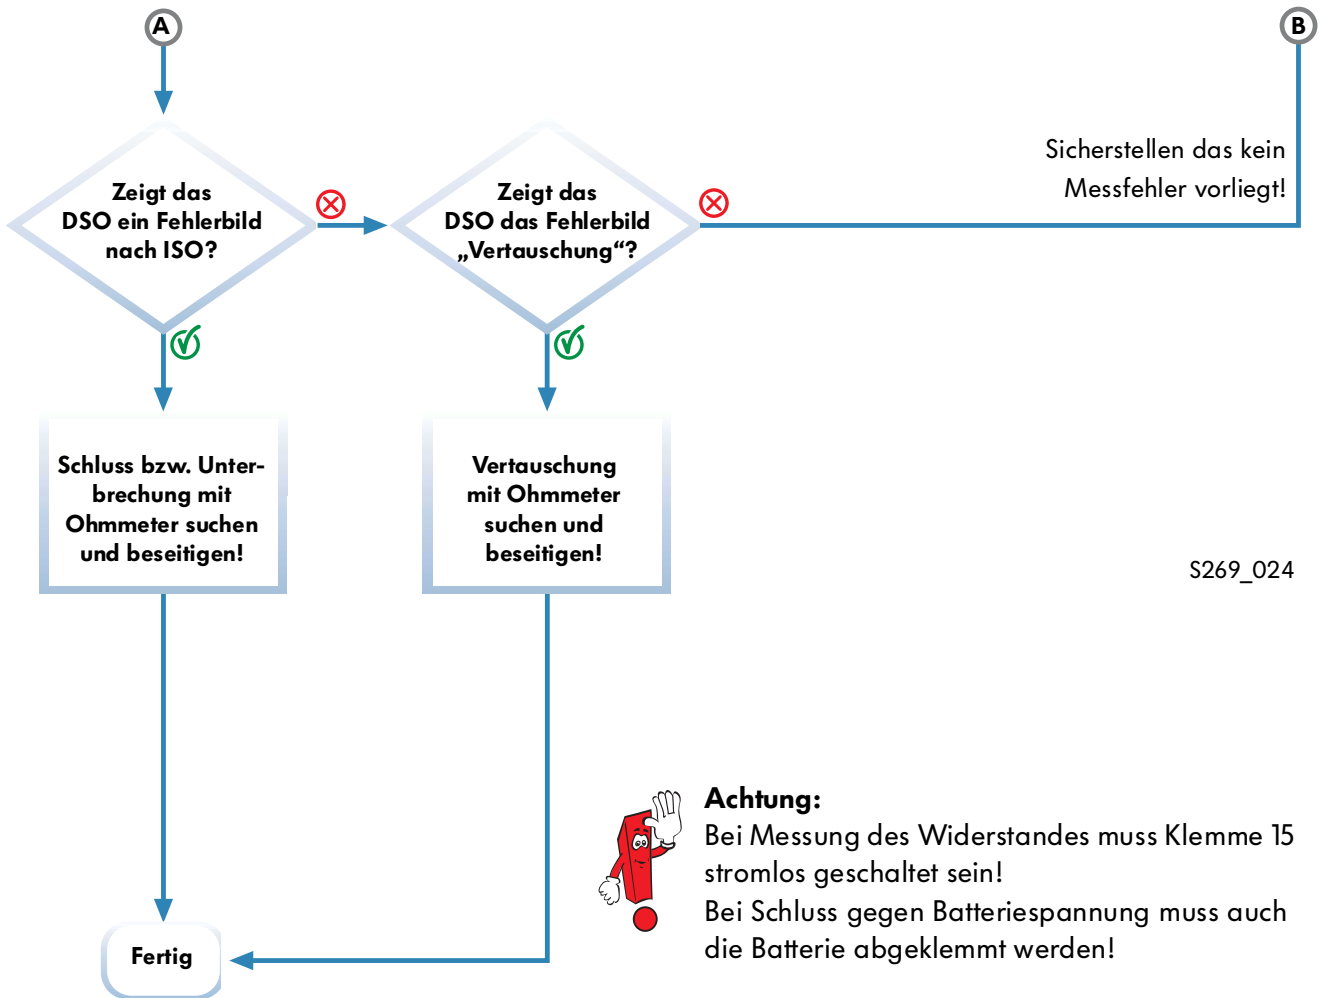 A
B
Sicherstellen das kein
Messfehler vorliegt!
Zeigt das
DSO ein Fehlerbild
nach ISO?
Zeigt das
DSO das Fehlerbild
„Vertauschung“?
Schluss bzw. Unter-
brechung mit
Ohmmeter suchen
und beseitigen!
Vertauschung
mit Ohmmeter
suchen und
beseitigen!
S269_024
Achtung:
Bei Messung des Widerstandes muss Klemme 15
stromlos geschaltet sein!
Bei Schluss gegen Batteriespannung muss auch
die Batterie abgeklemmt werden!
Fertig